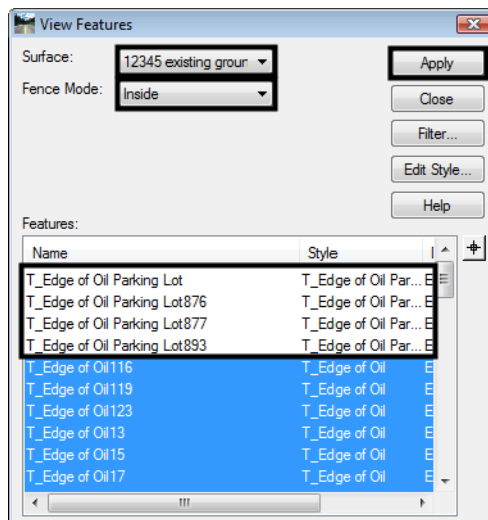 View Features
Surface: 12345 existing groun Apply
Fence Mode: Inside Close
Filter...
Edit Style...
Help
Features:
Name Style
T_Edge of Oil Parking Lot T_Edge of Oil Par... E
T_Edge of Oil Parking Lot876 T_Edge of Oil Par... E
T_Edge of Oil Parking Lot877 T_Edge of Oil Par... E
T_Edge of Oil Parking Lot893 T_Edge of Oil Par... E
T_Edge of Oil116 T_Edge of Oil E
T_Edge of Oil119 T_Edge of Oil E
T_Edge of Oil123 T_Edge of Oil E
T_Edge of Oil13 T_Edge of Oil E
T_Edge of Oil15 T_Edge of Oil E
T_Edge of Oil17 T_Edge of Oil E